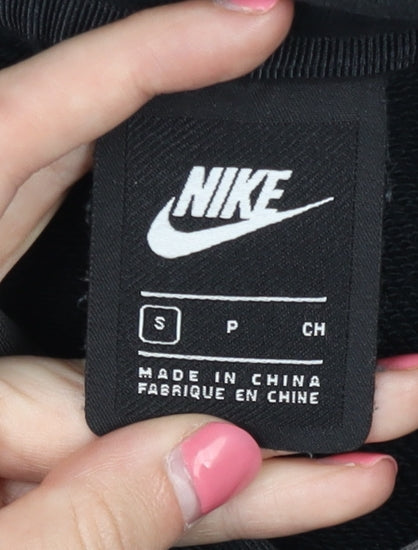 NIKE
S P CH
MADE IN CHINA
FABRIQUE EN CHINE